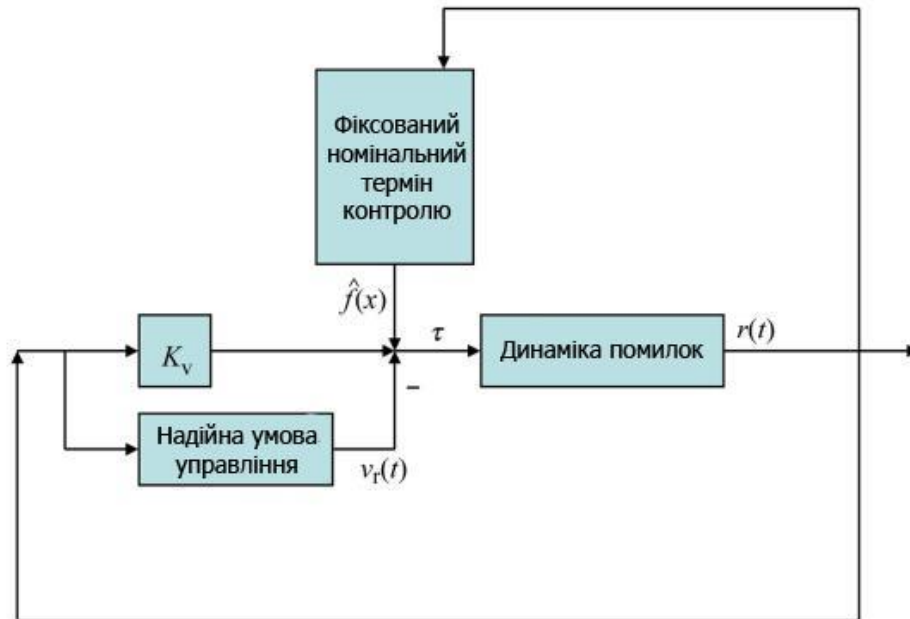 Фіксований
номінальний
термін
контролю
f̂(x)
τ
r(t)
K_v
Динаміка помилок
–
Надійна умова
управління
v_r(t)